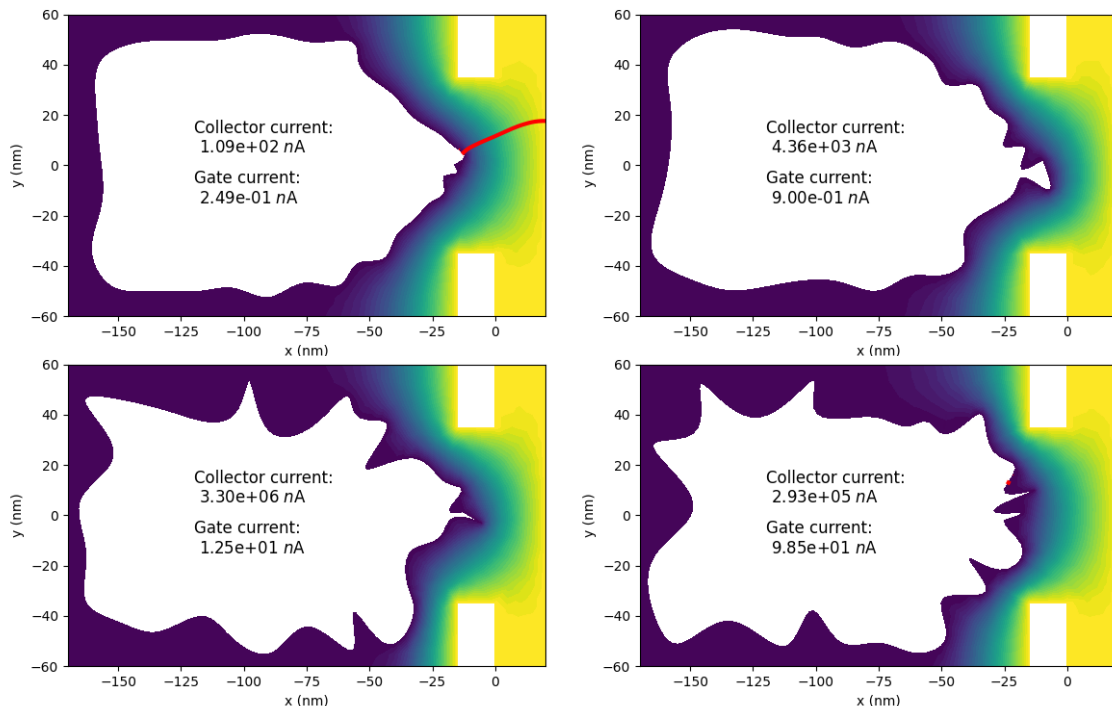 60
40
20
0
−20
−40
−60
y (nm)
Collector current:
1.09e+02 nA
Gate current:
2.49e-01 nA
−150
−125
−100
−75
−50
−25
0
x (nm)
60
40
20
0
−20
−40
−60
y (nm)
Collector current:
4.36e+03 nA
Gate current:
9.00e-01 nA
−150
−125
−100
−75
−50
−25
0
x (nm)
60
40
20
0
−20
−40
−60
y (nm)
Collector current:
3.30e+06 nA
Gate current:
1.25e+01 nA
−150
−125
−100
−75
−50
−25
0
x (nm)
60
40
20
0
−20
−40
−60
y (nm)
Collector current:
2.93e+05 nA
Gate current:
9.85e+01 nA
−150
−125
−100
−75
−50
−25
0
x (nm)